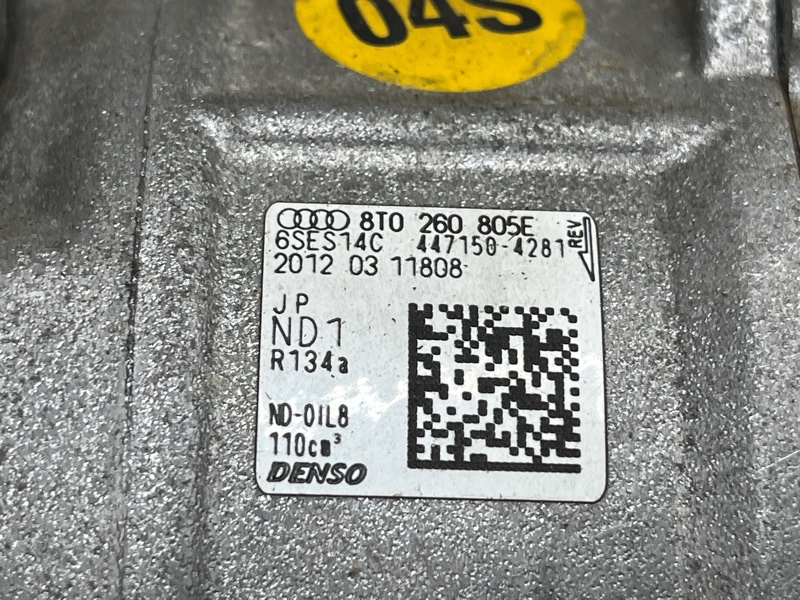 04S
8T0 260 805E
6SES14C 447150-4281
REV
2012 03 11808
JP
ND1
R134a
ND-OIL8
110cm³
DENSO